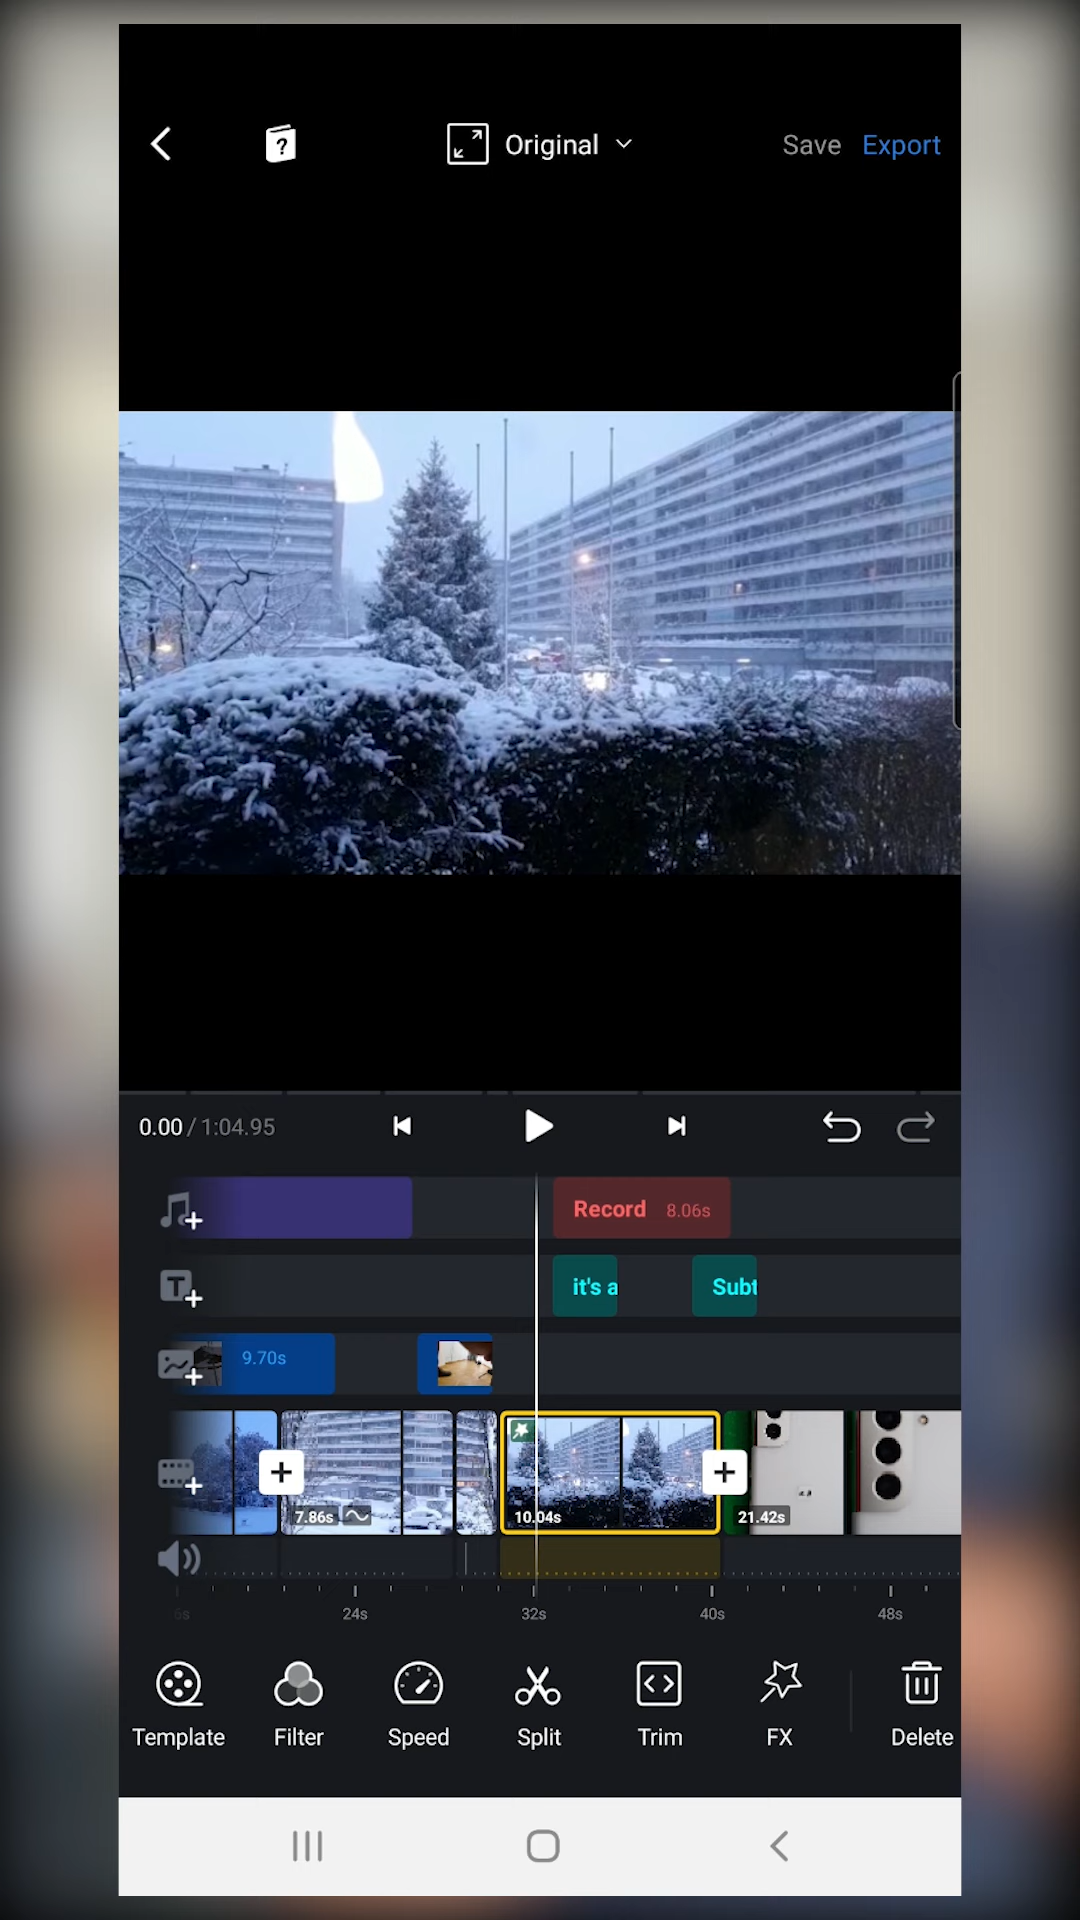 Original
Save Export
0.00 / 1:04.95
Record 8.06s
it's a
Subt
9.70s
7.86s
10.04s
21.42s
6s
24s
32s
40s
48s
Template
Filter
Speed
Split
Trim
FX
Delete